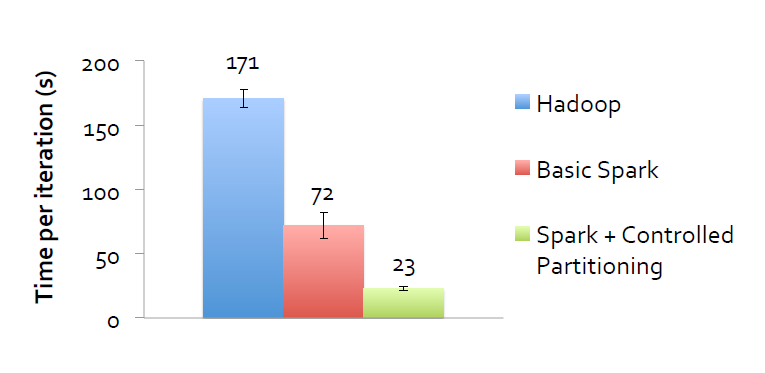 Time per iteration (s)
200
150
100
50
0
171
72
23
Hadoop
Basic Spark
Spark + Controlled
Partitioning